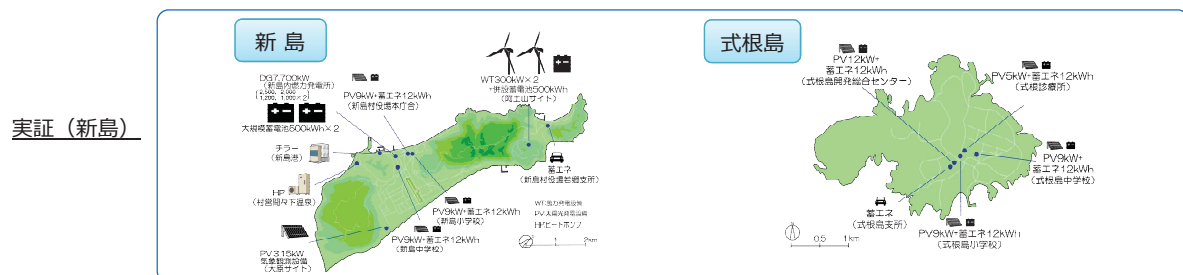 実証（新島）
新 島
DG7,700kW
（新島内燃力発電所）
大規模蓄電池500kWh×2
PV9kW+蓄エネ12kWh
（新島村役場本庁舎）
WT300kW×2
+併設蓄電池500kWh
（阿土山サイト）
チラー
（新島港）
HP
（村営間々下温泉）
蓄エネ
（新島村役場若郷支所）
PV9kW+蓄エネ12kWh
（新島小学校）
PV9kW+蓄エネ12kWh
（新島中学校）
PV315kW
気象観測設備
（大原サイト）
WT:風力発電設備
PV:太陽光発電設備
HP:ヒートポンプ
1 2km
式根島
PV12kW+
蓄エネ12kWh
（式根島開発総合センター）
PV5kW+蓄エネ12kWh
（式根診療所）
PV9kW+
蓄エネ12kWh
（式根島中学校）
蓄エネ
（式根島支所）
PV9kW+蓄エネ12kWh
（式根島小学校）
0.5 1km